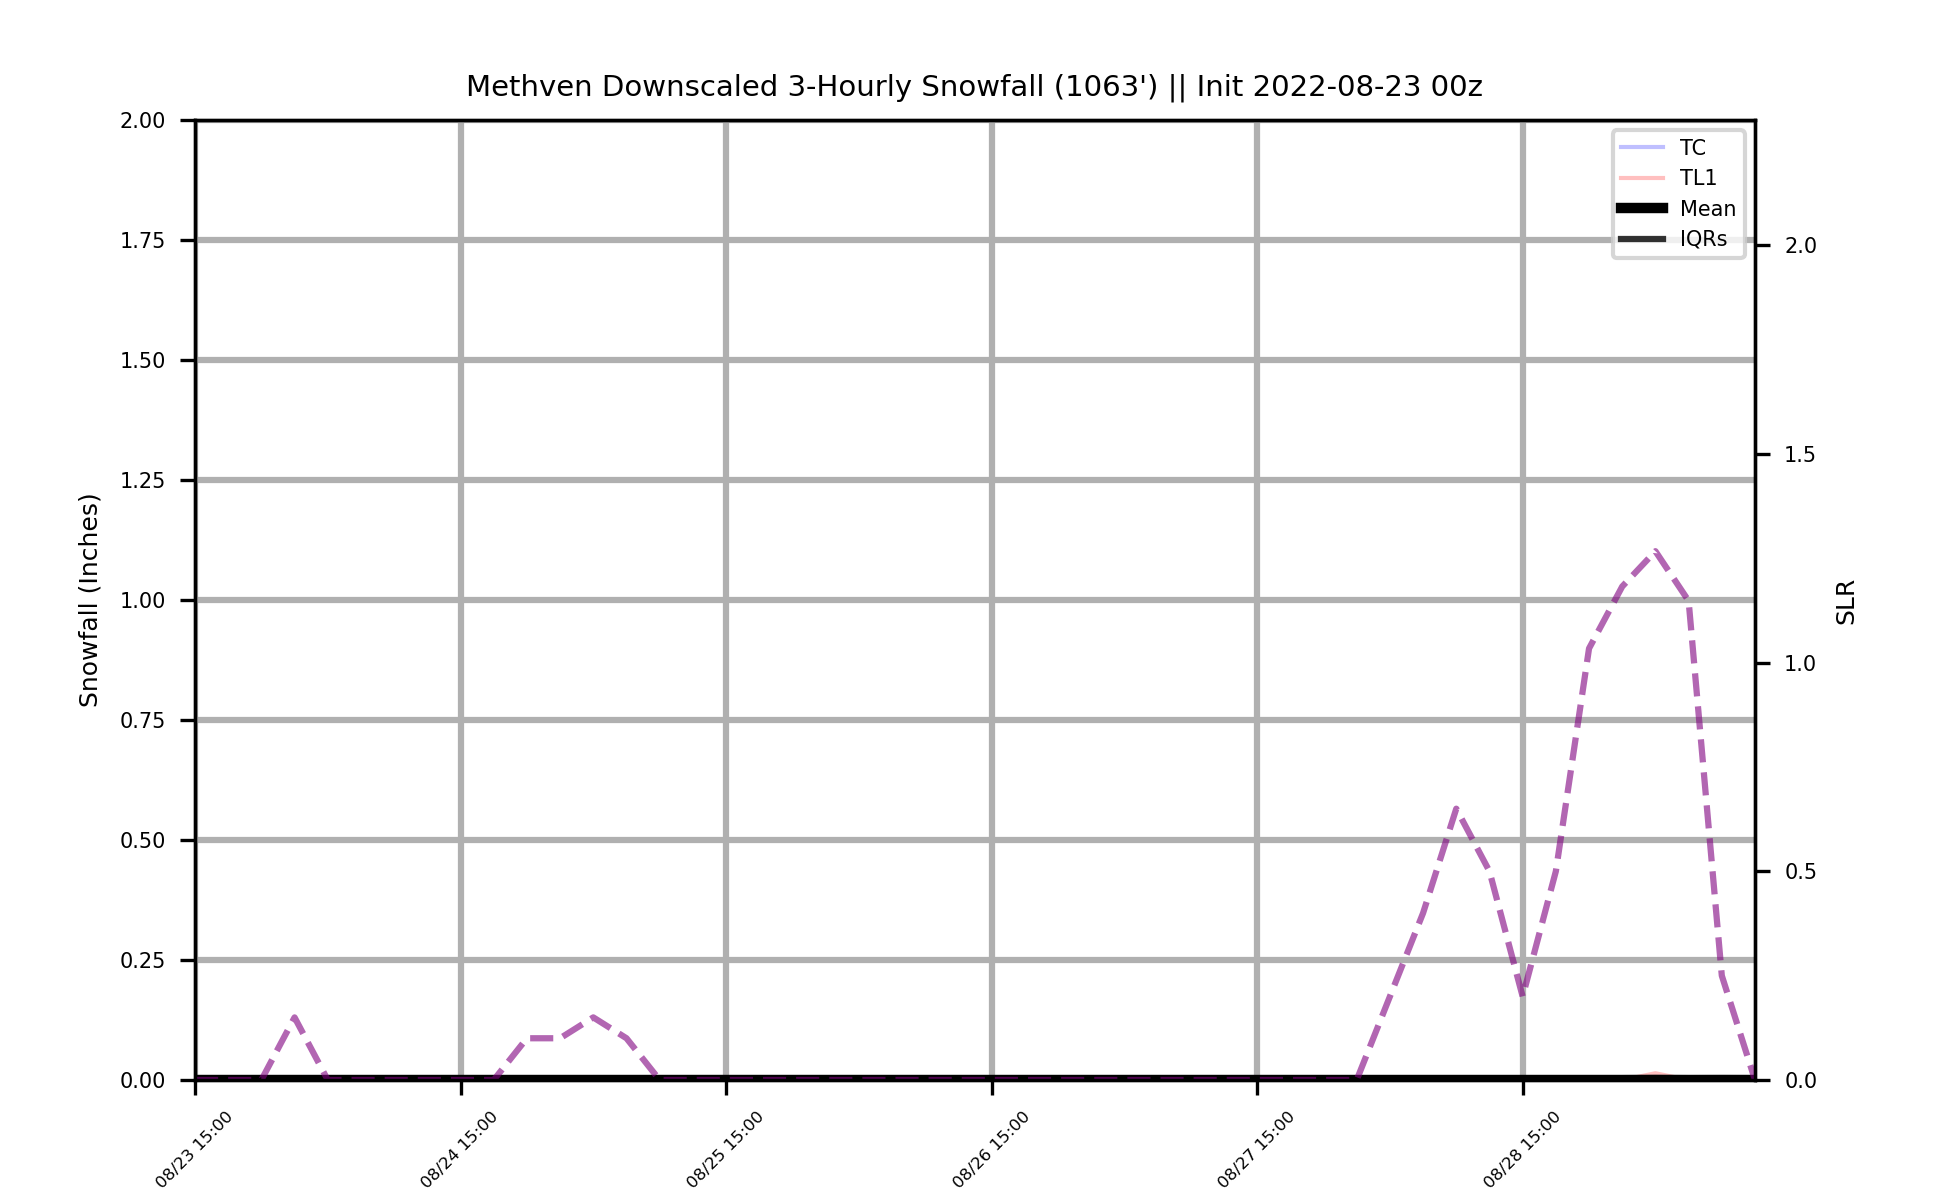 Methven Downscaled 3-Hourly Snowfall (1063') || Init 2022-08-23 00z
TC
TL1
Mean
IQRs
Snowfall (Inches)
2.00
1.75
1.50
1.25
1.00
0.75
0.50
0.25
0.00
2.0
1.5
1.0
0.5
0.0
SLR
08/23 15:00
08/24 15:00
08/25 15:00
08/26 15:00
08/27 15:00
08/28 15:00